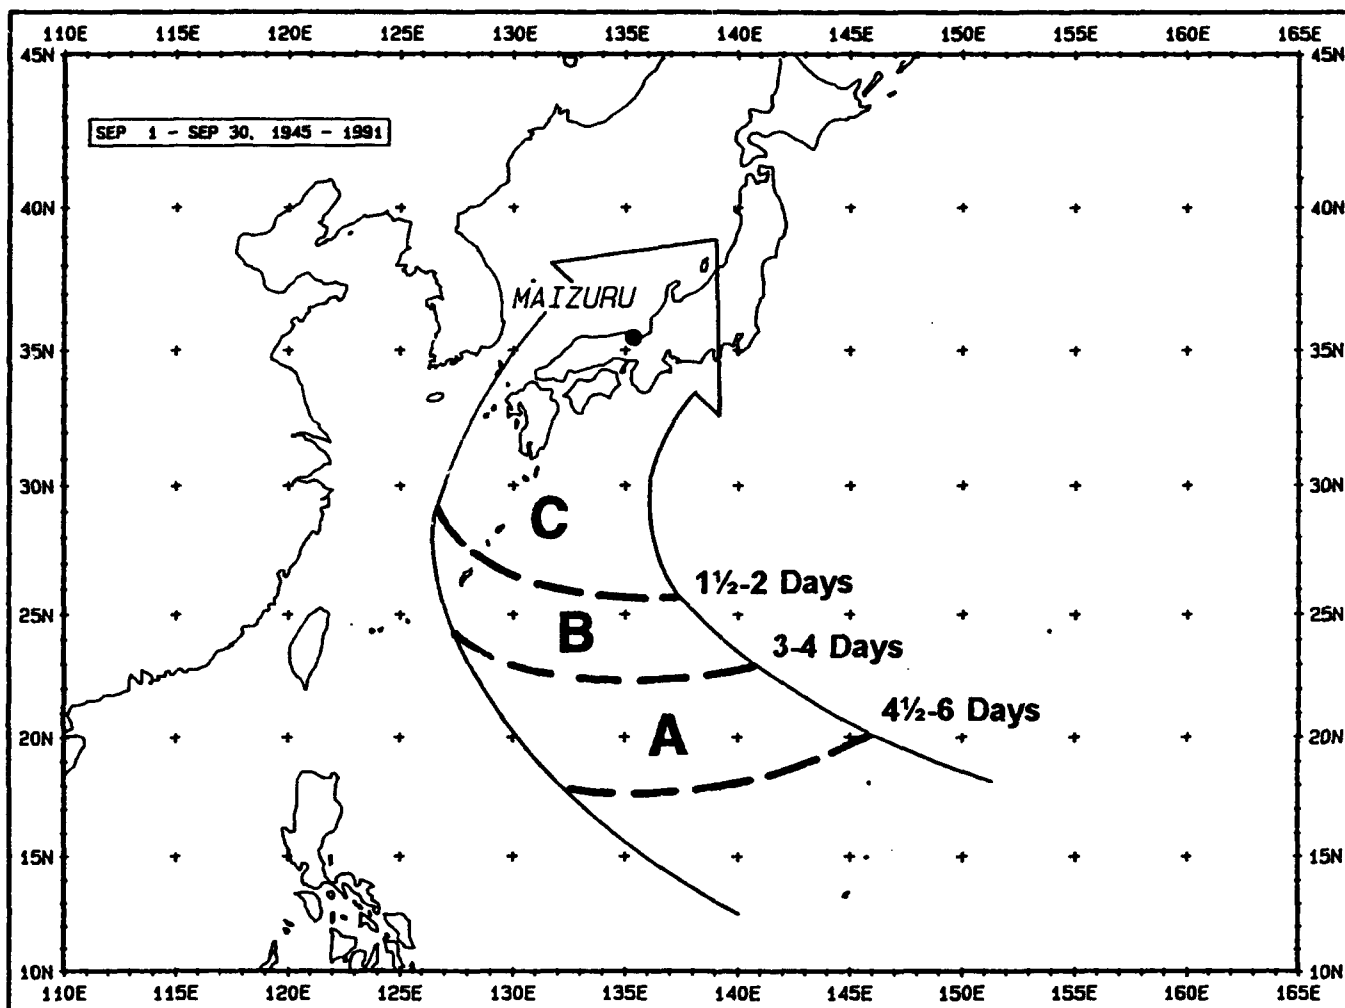 110E 115E 120E 125E 130E 135E 140E 145E 150E 155E 160E 165E
45N 45N
SEP 1 - SEP 30, 1945 - 1991
40N 40N
MAIZURU
35N 35N
30N 30N
C
1½-2 Days
25N 25N
B
3-4 Days
4½-6 Days
A
20N 20N
15N 15N
10N 10N
110E 115E 120E 125E 130E 135E 140E 145E 150E 155E 160E 165E